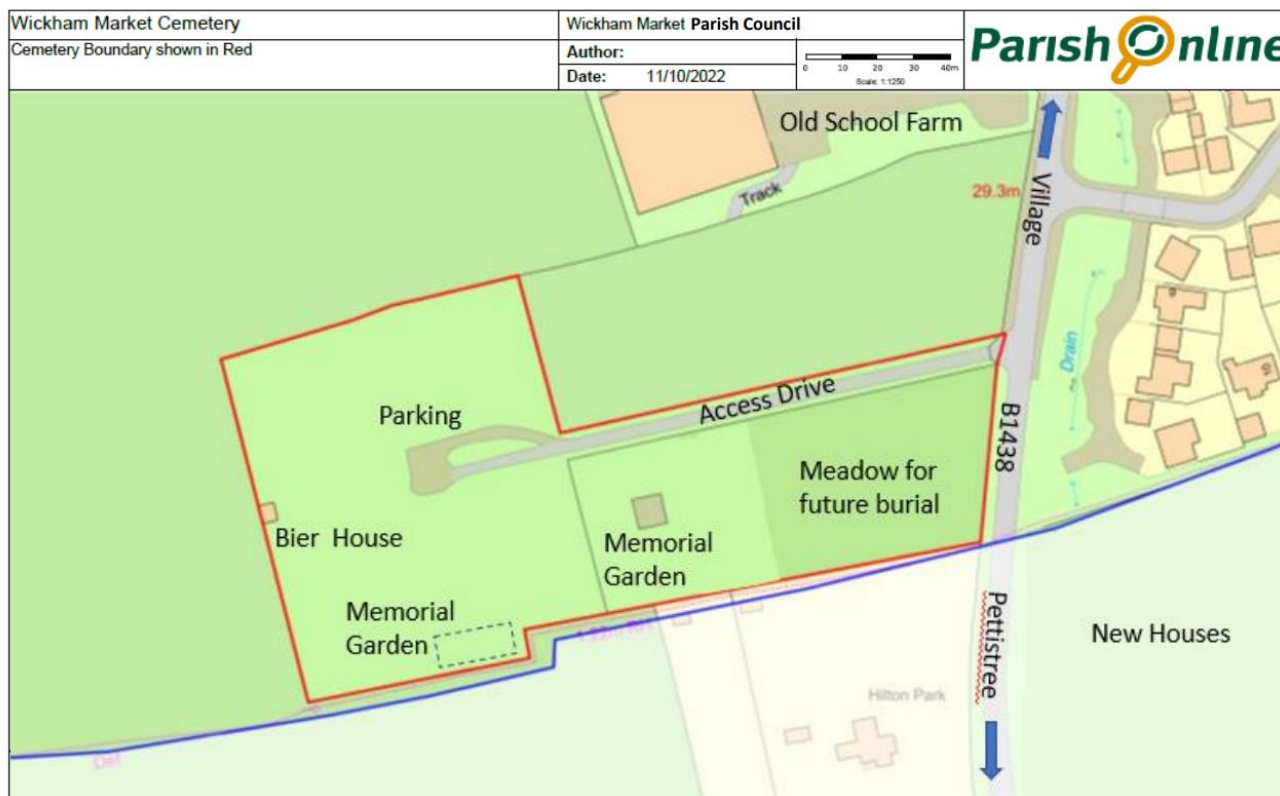 Wickham Market Cemetery
Cemetery Boundary shown in Red
Wickham Market Parish Council
Author:
Date: 11/10/2022
0 10 20 30 40m
Scale 1:1250
Parish Online
Old School Farm
Track
29.3m
Village
Drain
Access Drive
B1438
Parking
Meadow for
future burial
Bier House
Memorial
Garden
Memorial
Garden
Pettistree
New Houses
Hilton Park
Def